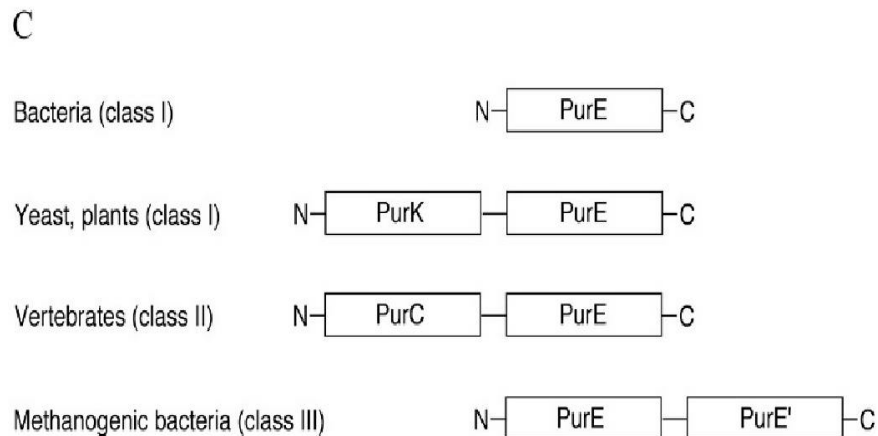 C
Bacteria (class I) N PurE C
Yeast, plants (class I) N PurK PurE C
Vertebrates (class II) N PurC PurE C
Methanogenic bacteria (class III) N PurE PurE' C